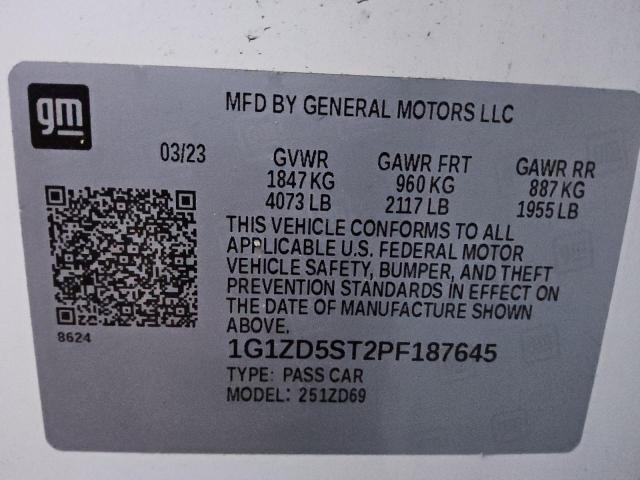 gm
MFD BY GENERAL MOTORS LLC
03/23 GVWR GAWR FRT GAWR RR
1847 KG 960 KG 887 KG
4073 LB 2117 LB 1955 LB
THIS VEHICLE CONFORMS TO ALL
APPLICABLE U.S. FEDERAL MOTOR
VEHICLE SAFETY, BUMPER, AND THEFT
PREVENTION STANDARDS IN EFFECT ON
THE DATE OF MANUFACTURE SHOWN
ABOVE.
8624
1G1ZD5ST2PF187645
TYPE: PASS CAR
MODEL: 251ZD69